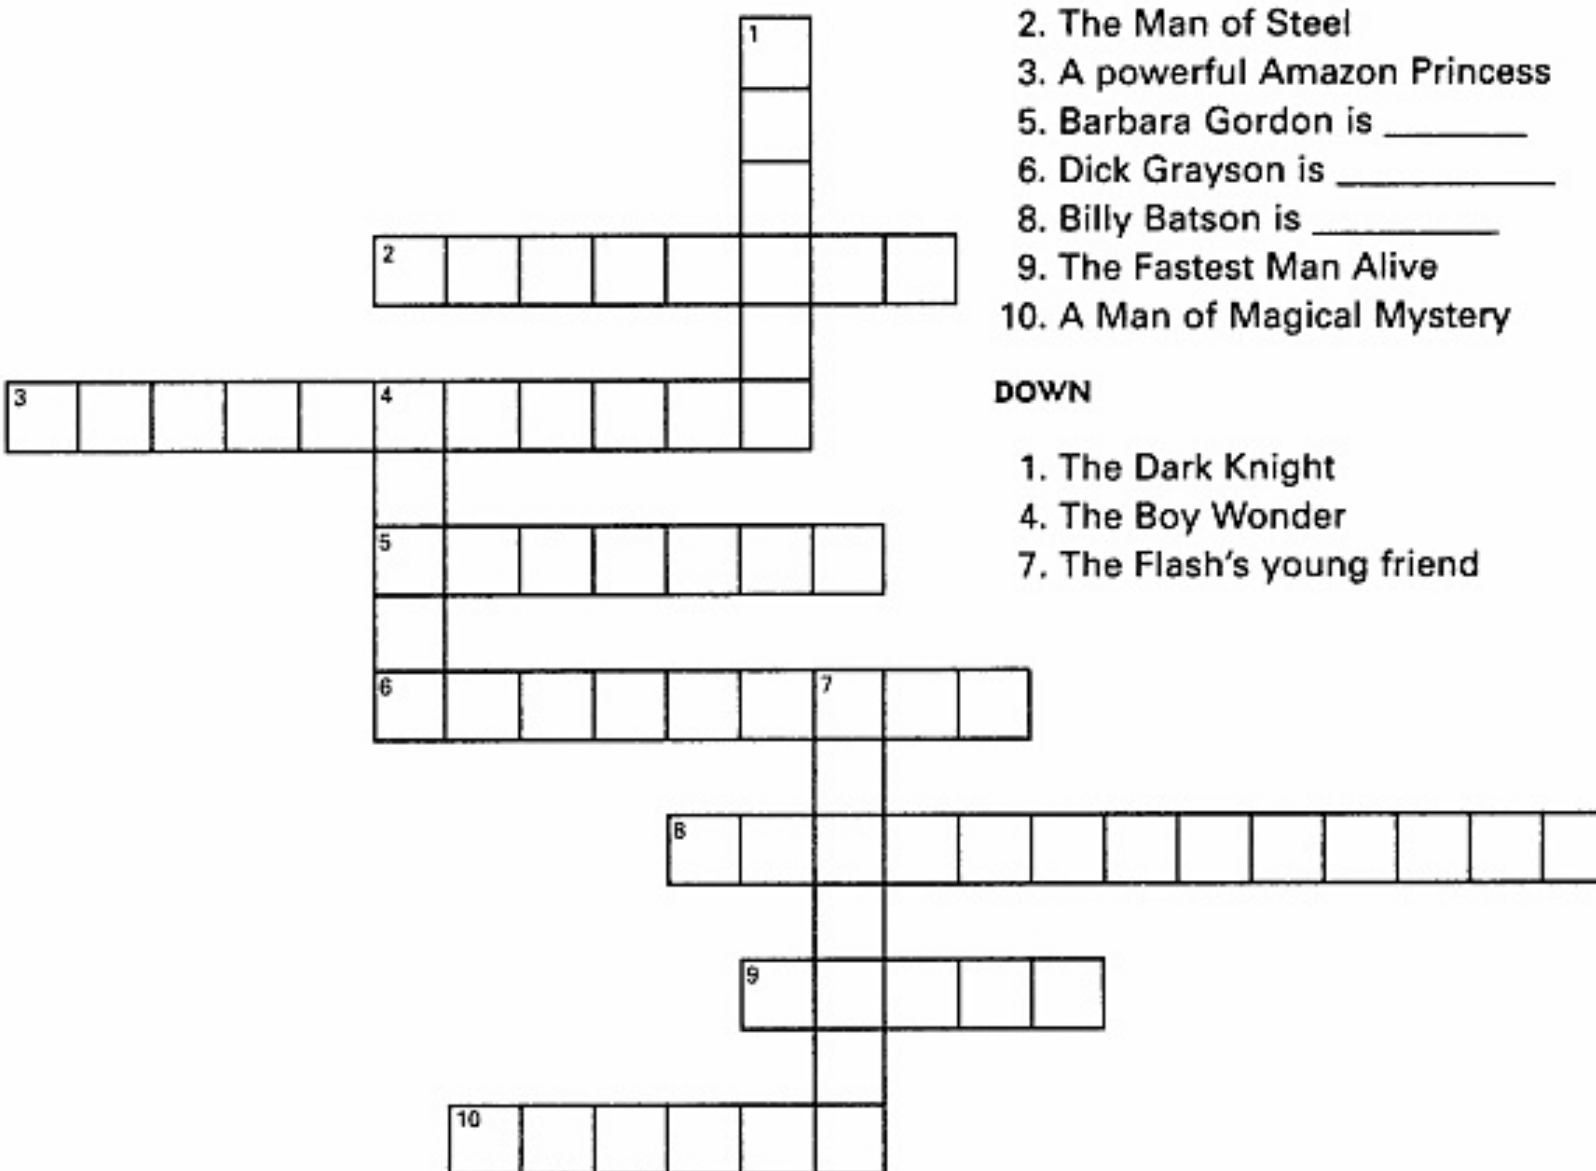 2. The Man of Steel
3. A powerful Amazon Princess
5. Barbara Gordon is ________
6. Dick Grayson is ____________
8. Billy Batson is __________
9. The Fastest Man Alive
10. A Man of Magical Mystery
DOWN
1. The Dark Knight
4. The Boy Wonder
7. The Flash's young friend
1
2
3 4
5
6 7
8
9
10